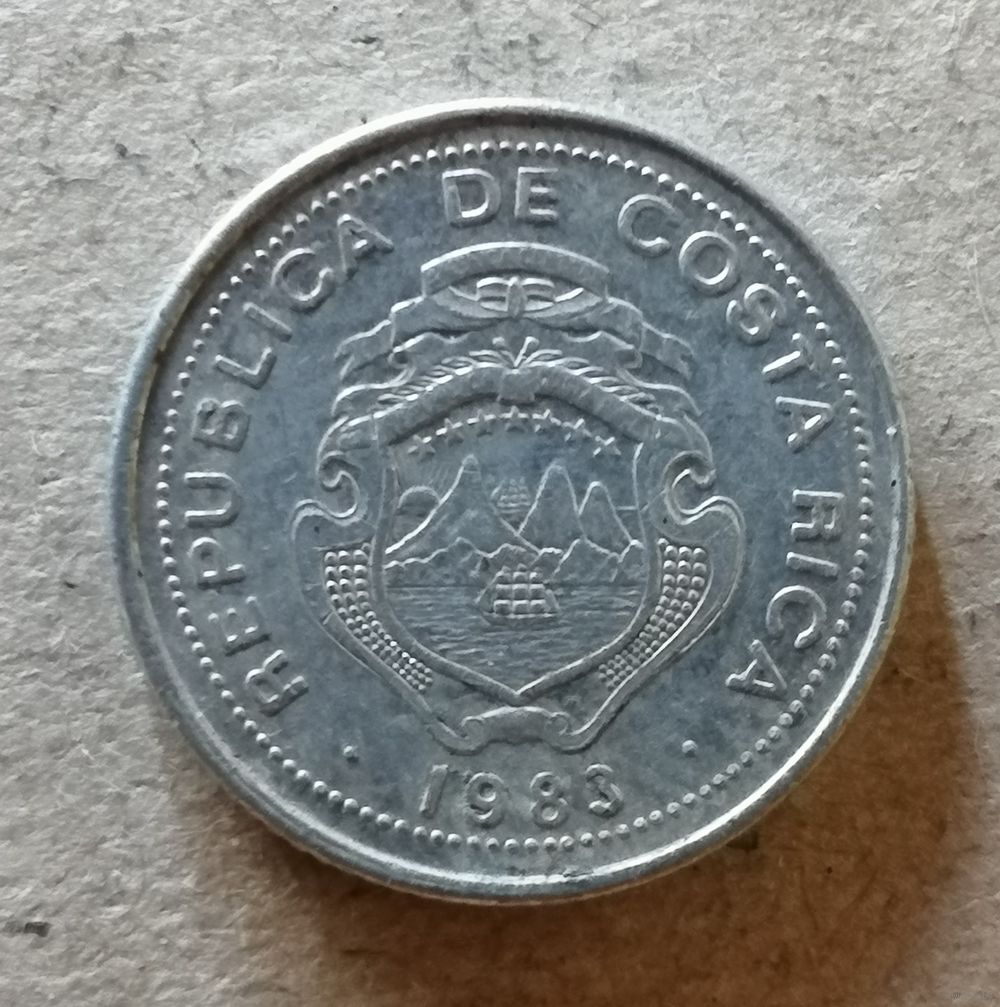 REPUBLICA DE COSTA RICA
1983